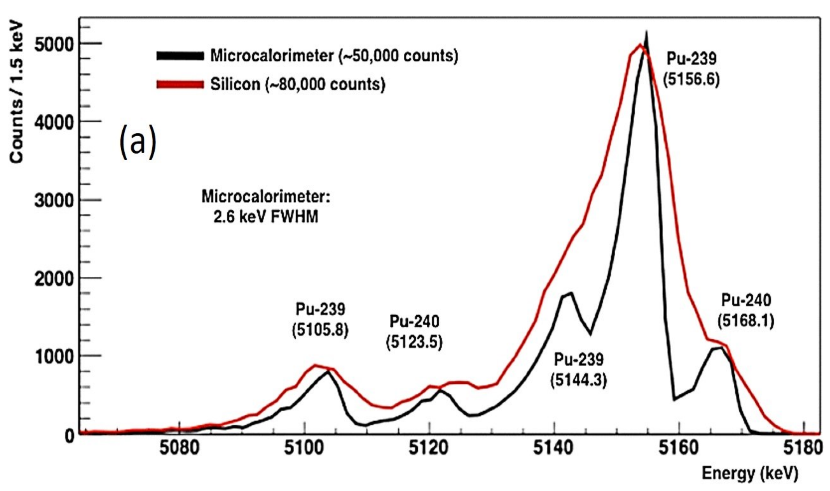 Counts / 1.5 keV
5000
4000
3000
2000
1000
0
Microcalorimeter (~50,000 counts)
Silicon (~80,000 counts)
(a)
Microcalorimeter:
2.6 keV FWHM
Pu-239
(5105.8)
Pu-240
(5123.5)
Pu-239
(5144.3)
Pu-239
(5156.6)
Pu-240
(5168.1)
5080
5100
5120
5140
5160
5180
Energy (keV)